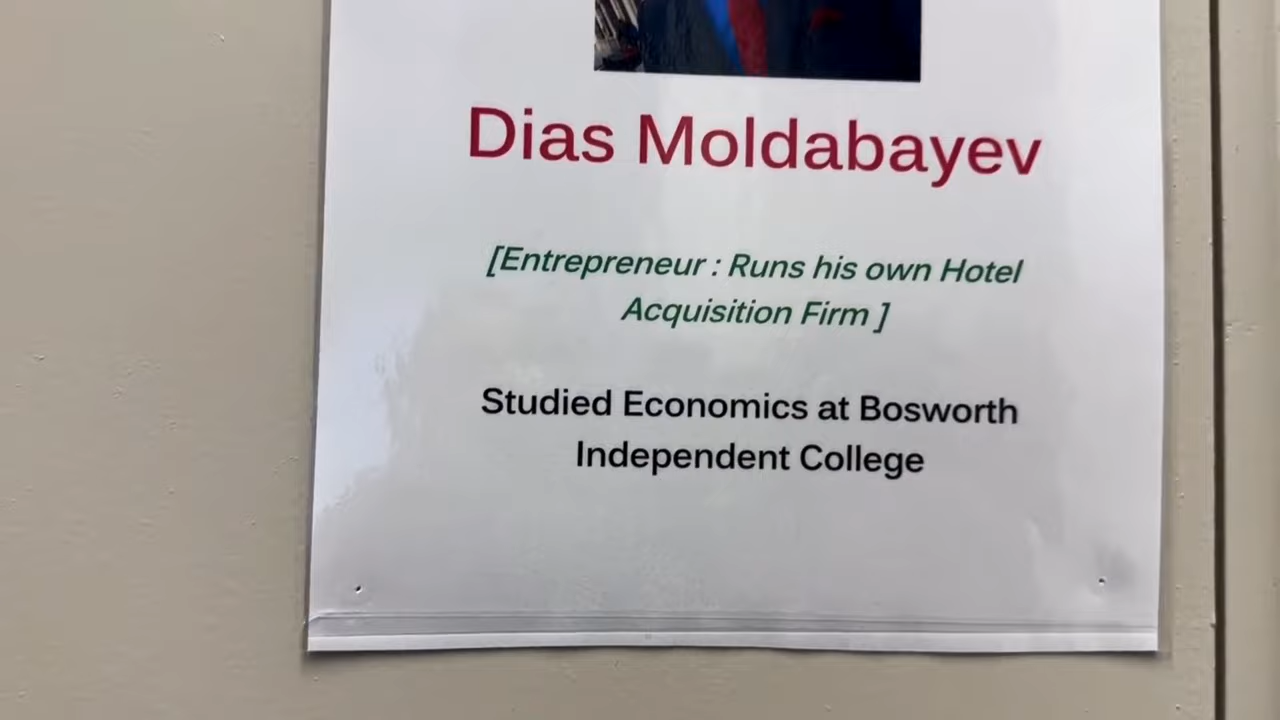 Dias Moldabayev
[Entrepreneur : Runs his own Hotel
Acquisition Firm ]
Studied Economics at Bosworth
Independent College